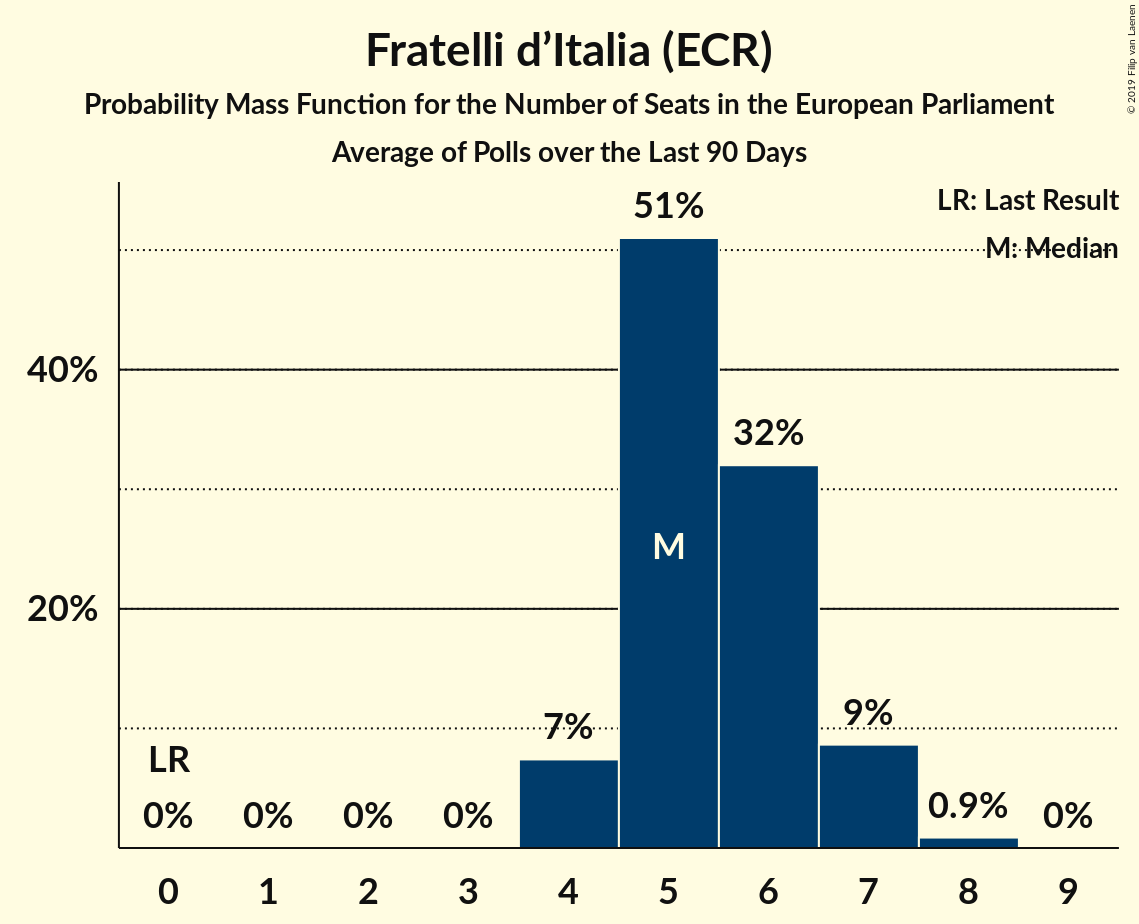 Fratelli d’Italia (ECR)
Probability Mass Function for the Number of Seats in the European Parliament
Average of Polls over the Last 90 Days
© 2019 Filip van Laenen
LR: Last Result
M: Median
51%
40%
32%
M
20%
7%
9%
LR
0% 0% 0% 0% 0.9% 0%
0 1 2 3 4 5 6 7 8 9